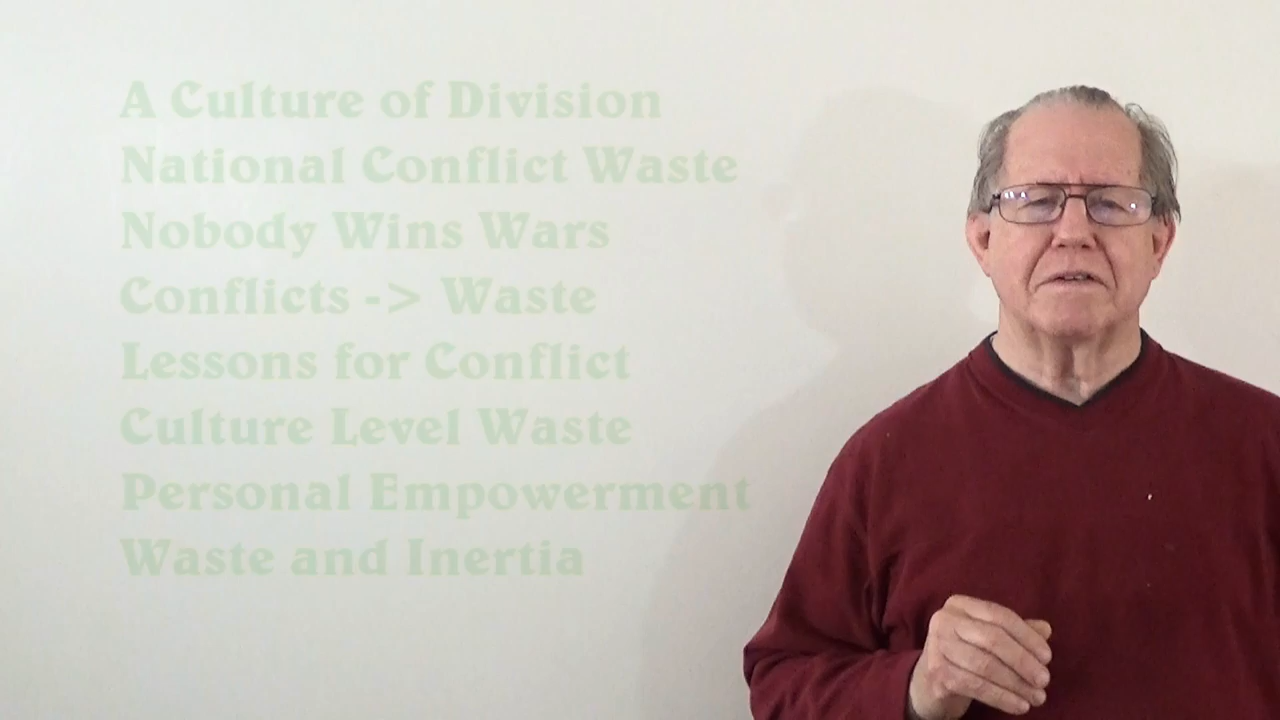 A Culture of Division
National Conflict Waste
Nobody Wins Wars
Conflicts -> Waste
Lessons for Conflict
Culture Level Waste
Personal Empowerment
Waste and Inertia